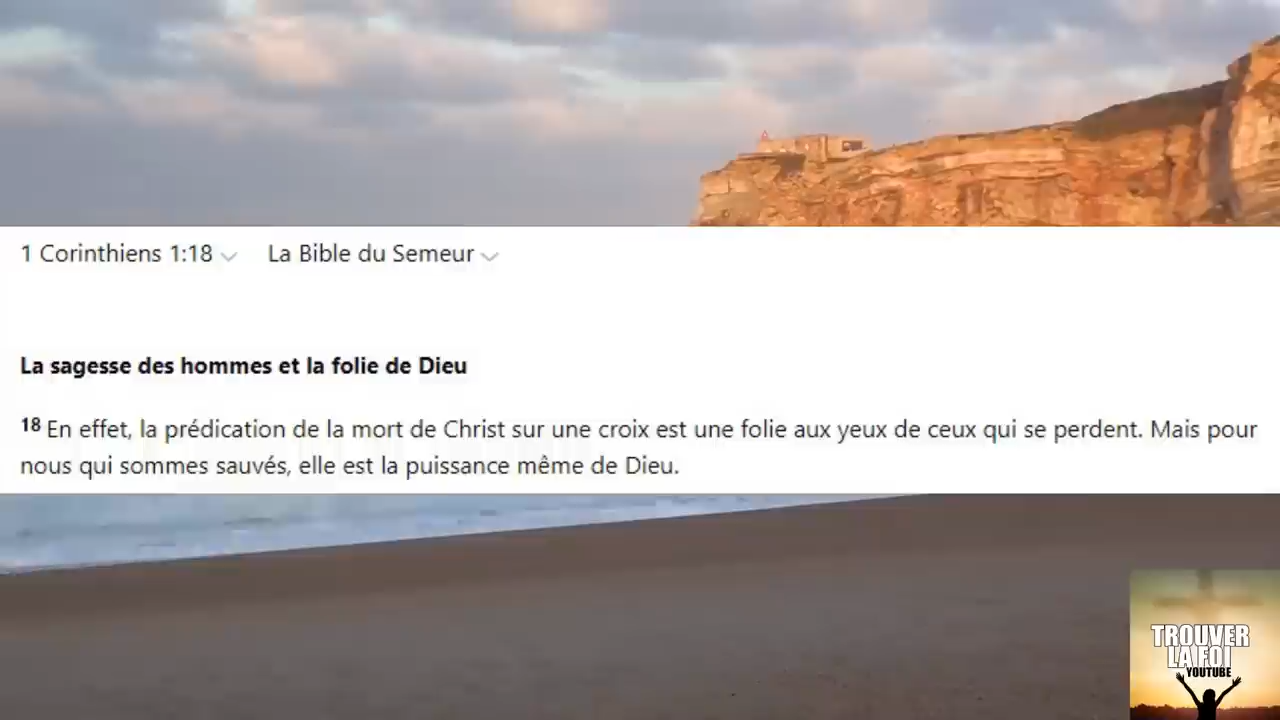 1 Corinthiens 1:18 La Bible du Semeur
La sagesse des hommes et la folie de Dieu
18 En effet, la prédication de la mort de Christ sur une croix est une folie aux yeux de ceux qui se perdent. Mais pour
nous qui sommes sauvés, elle est la puissance même de Dieu.
TROUVER
LA FOI
YOUTUBE